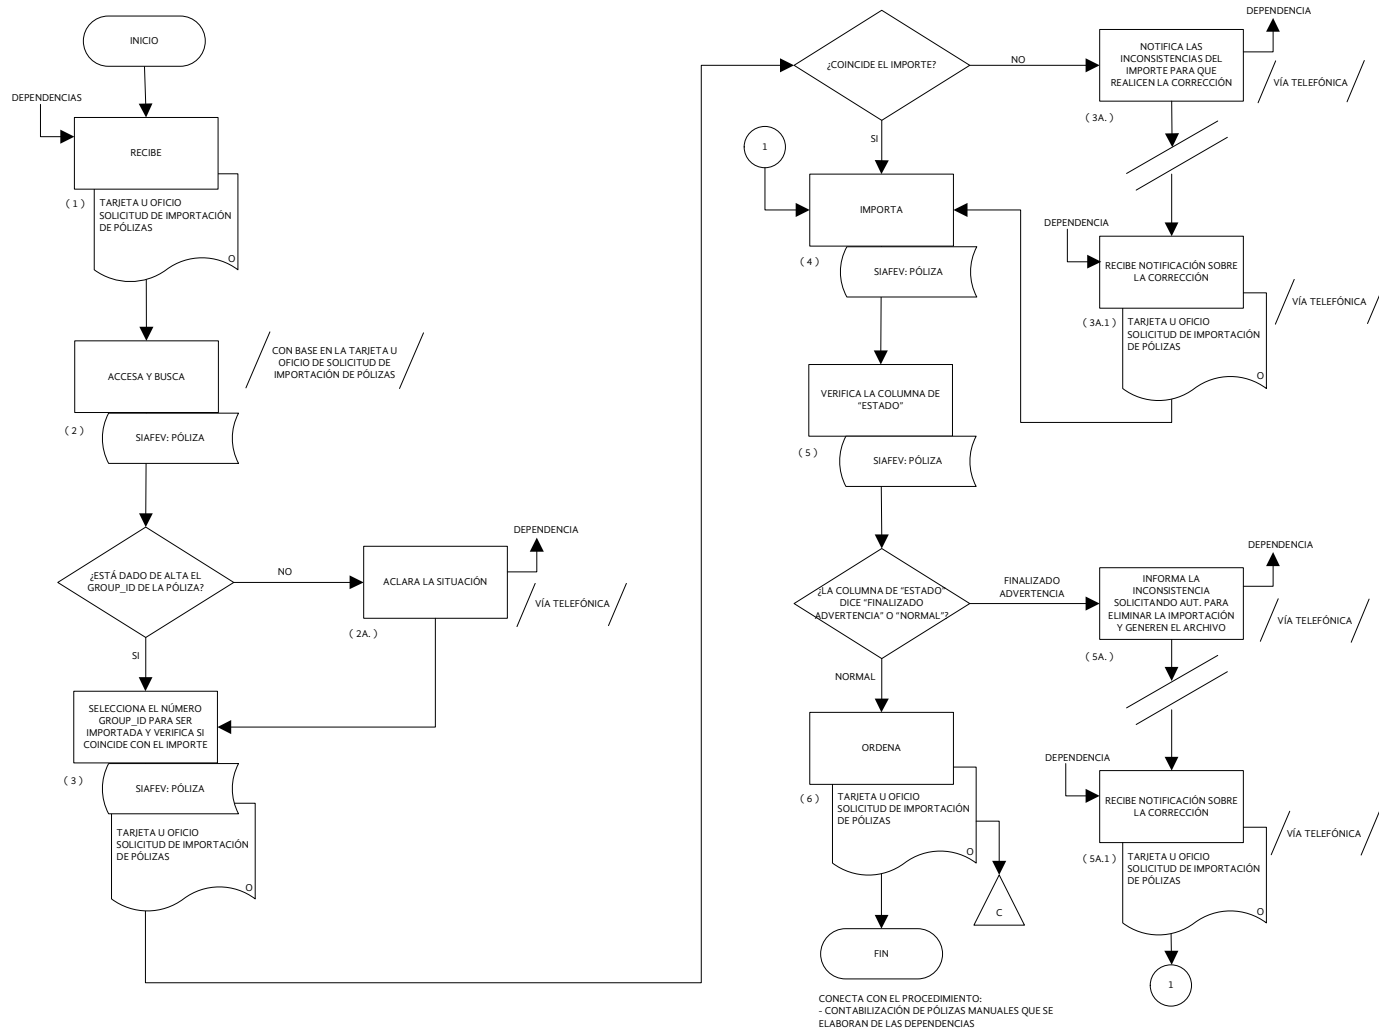 INICIO
DEPENDENCIAS
RECIBE
( 1 )
TARJETA U OFICIO
SOLICITUD DE IMPORTACIÓN
DE PÓLIZAS
O
ACCESA Y BUSCA
CON BASE EN LA TARJETA U
OFICIO DE SOLICITUD DE
IMPORTACIÓN DE PÓLIZAS
( 2 )
SIAFEV: PÓLIZA
¿ESTÁ DADO DE ALTA EL
GROUP_ID DE LA PÓLIZA?
NO
ACLARA LA SITUACIÓN
DEPENDENCIA
VÍA TELEFÓNICA
( 2A. )
SI
SELECCIONA EL NÚMERO
GROUP_ID PARA SER
IMPORTADA Y VERIFICA SI
COINCIDE CON EL IMPORTE
( 3 )
SIAFEV: PÓLIZA
TARJETA U OFICIO
SOLICITUD DE IMPORTACIÓN
DE PÓLIZAS
O
¿COINCIDE EL IMPORTE?
NO
NOTIFICA LAS
INCONSISTENCIAS DEL
IMPORTE PARA QUE
REALICEN LA CORRECCIÓN
DEPENDENCIA
VÍA TELEFÓNICA
( 3A. )
DEPENDENCIA
RECIBE NOTIFICACIÓN SOBRE
LA CORRECCIÓN
VÍA TELEFÓNICA
( 3A.1 )
TARJETA U OFICIO
SOLICITUD DE IMPORTACIÓN
DE PÓLIZAS
O
SI
1
IMPORTA
( 4 )
SIAFEV: PÓLIZA
VERIFICA LA COLUMNA DE
"ESTADO"
( 5 )
SIAFEV: PÓLIZA
¿LA COLUMNA DE "ESTADO"
DICE "FINALIZADO
ADVERTENCIA" O "NORMAL"?
FINALIZADO
ADVERTENCIA
INFORMA LA
INCONSISTENCIA
SOLICITANDO AUT. PARA
ELIMINAR LA IMPORTACIÓN
Y GENEREN EL ARCHIVO
DEPENDENCIA
VÍA TELEFÓNICA
( 5A. )
DEPENDENCIA
RECIBE NOTIFICACIÓN SOBRE
LA CORRECCIÓN
VÍA TELEFÓNICA
( 5A.1 )
TARJETA U OFICIO
SOLICITUD DE IMPORTACIÓN
DE PÓLIZAS
O
1
NORMAL
ORDENA
( 6 )
TARJETA U OFICIO
SOLICITUD DE IMPORTACIÓN
DE PÓLIZAS
O
C
FIN
CONECTA CON EL PROCEDIMIENTO:
- CONTABILIZACIÓN DE PÓLIZAS MANUALES QUE SE
ELABORAN DE LAS DEPENDENCIAS